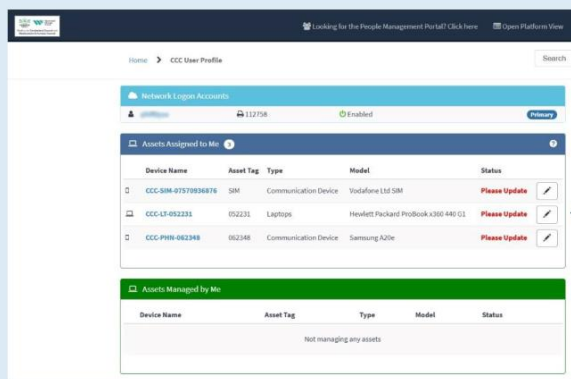 Looking for the People Management Portal? Click here Open Platform View
Home > CCC User Profile Search
Network Logon Accounts
112758 Enabled Primary
Assets Assigned to Me 3 ?
Device Name Asset Tag Type Model Status
CCC-SIM-07570936876 SIM Communication Device Vodafone Ltd SIM Please Update
CCC-LT-052231 052231 Laptops Hewlett Packard ProBook x360 440 G1 Please Update
CCC-PHN-062348 062348 Communication Device Samsung A20e Please Update
Assets Managed by Me
Device Name Asset Tag Type Model Status
Not managing any assets